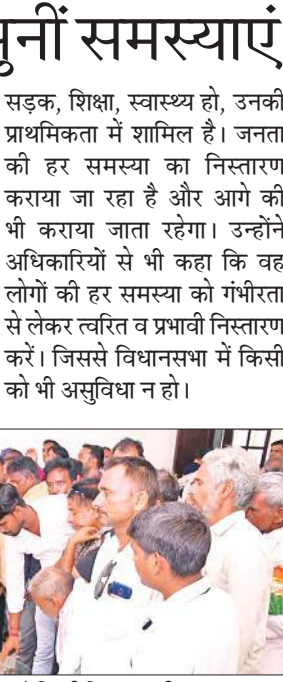 सुनीं समस्याएं
सड़क, शिक्षा, स्वास्थ्य हो, उनकी
प्राथमिकता में शामिल है। जनता
की हर समस्या का निस्तारण
कराया जा रहा है और आगे की
भी कराया जाता रहेगा। उन्होंने
अधिकारियों से भी कहा कि वह
लोगों की हर समस्या को गंभीरता
से लेकर त्वरित व प्रभावी निस्तारण
करें। जिससे विधानसभा में किसी
को भी असुविधा न हो।